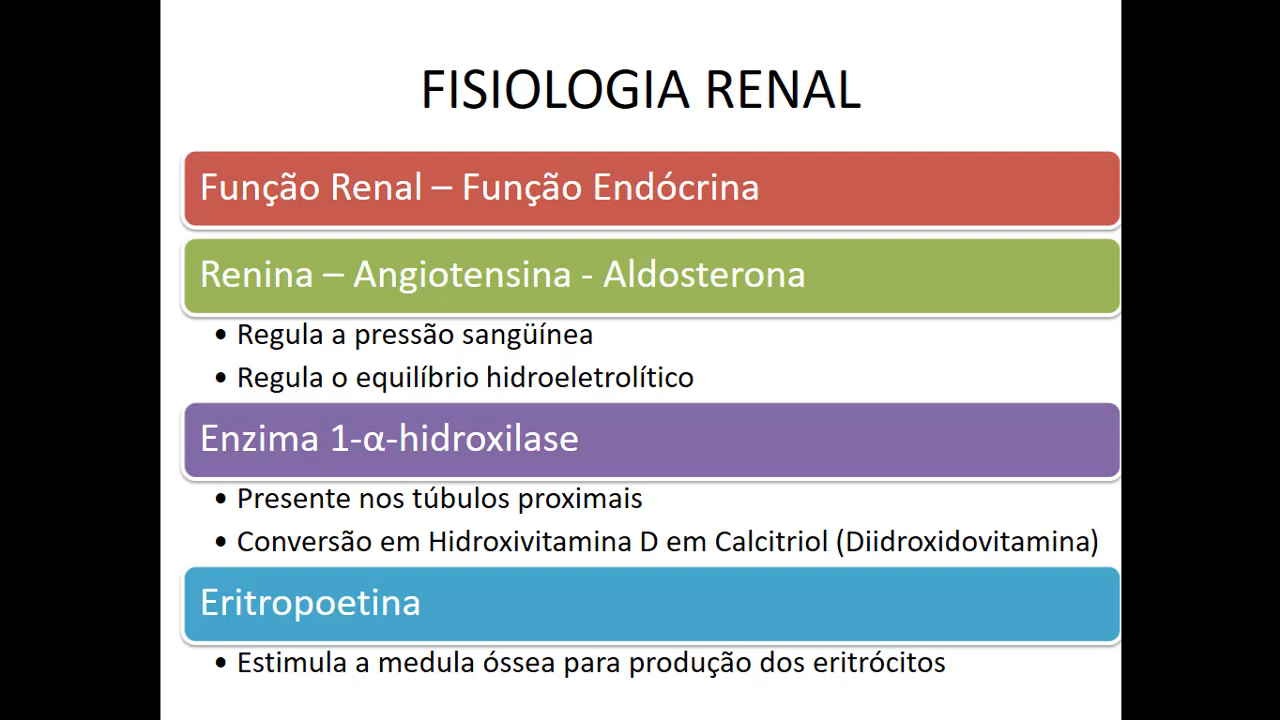 FISIOLOGIA RENAL
Função Renal – Função Endócrina
Renina – Angiotensina - Aldosterona
• Regula a pressão sangüínea
• Regula o equilíbrio hidroeletrolítico
Enzima 1-α-hidroxilase
• Presente nos túbulos proximais
• Conversão em Hidroxivitamina D em Calcitriol (Diidroxidovitamina)
Eritropoetina
• Estimula a medula óssea para produção dos eritrócitos